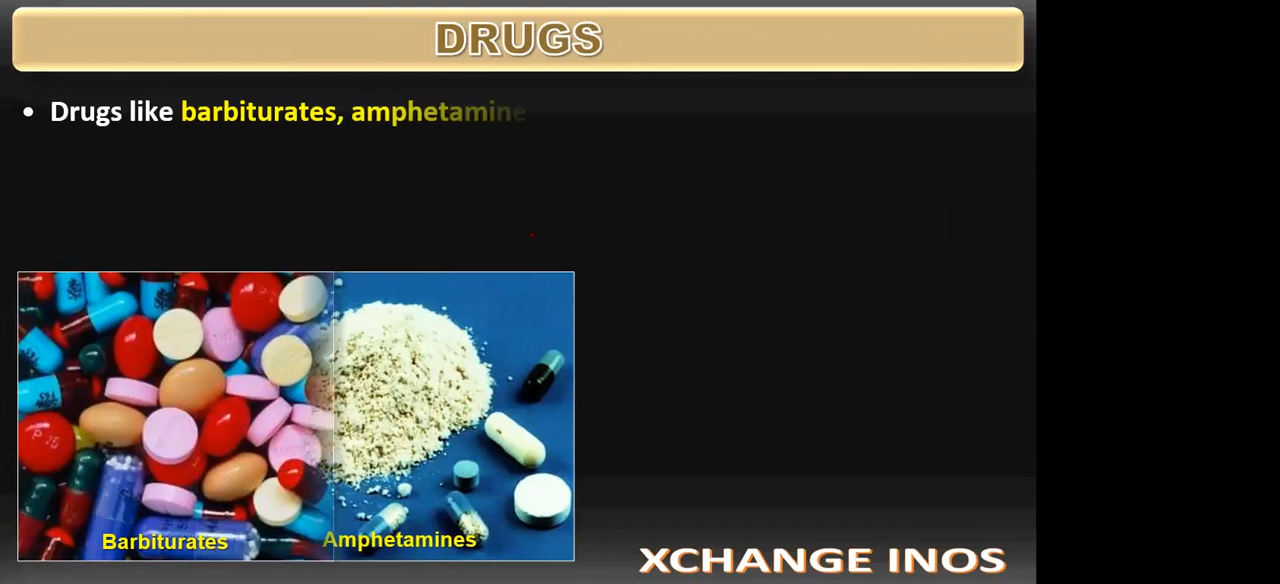 DRUGS
• Drugs like barbiturates, amphetamine
Barbiturates
Amphetamines
XCHANGE INOS